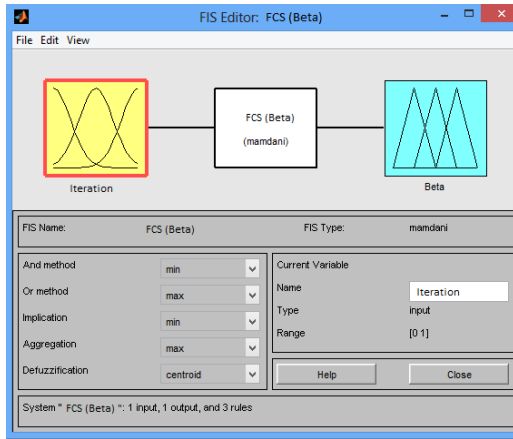 FIS Editor: FCS (Beta)
File Edit View
FCS (Beta)
(mamdani)
Iteration
Beta
FIS Name: FCS (Beta) FIS Type: mamdani
And method min
Or method max
Implication min
Aggregation max
Defuzzification centroid
Current Variable
Name Iteration
Type input
Range [0 1]
Help Close
System " FCS (Beta) ": 1 input, 1 output, and 3 rules